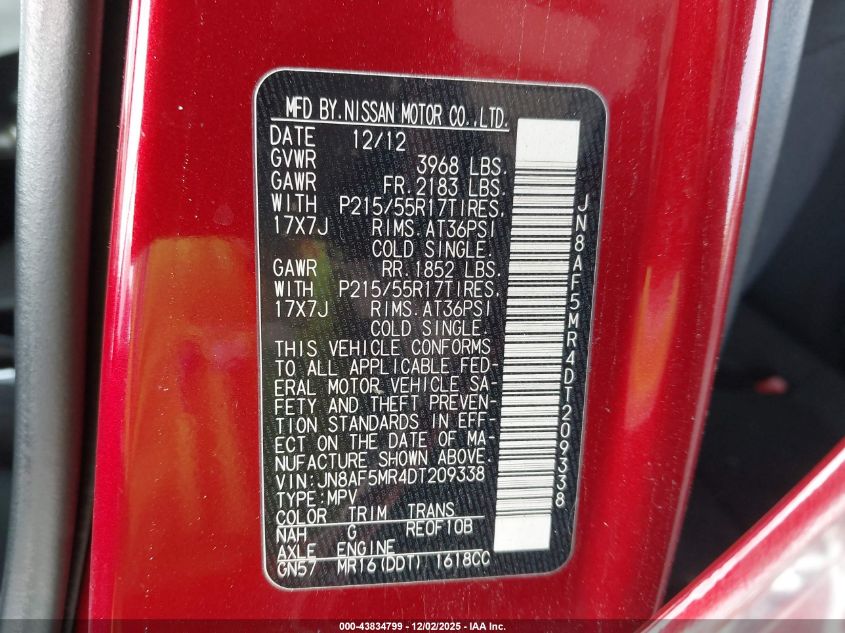 MFD BY.NISSAN MOTOR CO.,LTD.
DATE 12/12
GVWR 3968 LBS.
GAWR FR.2183 LBS.
WITH P215/55R17TIRES.
17X7J RIMS.AT36PSI
COLD SINGLE.
GAWR RR.1852 LBS.
WITH P215/55R17TIRES.
17X7J RIMS.AT36PSI
COLD SINGLE.
THIS VEHICLE CONFORMS
TO ALL APPLICABLE FED-
ERAL MOTOR VEHICLE SA-
FETY AND THEFT PREVEN-
TION STANDARDS IN EFF-
ECT ON THE DATE OF MA-
NUFACTURE SHOWN ABOVE.
VIN:JN8AF5MR4DT209338
TYPE:MPV
COLOR TRIM TRANS
NAH G RE0F10B
AXLE ENGINE
GN57 MR16(DDT) 1618CC
JN8AF5MR4DT209338
000-43834799 - 12/02/2025 - IAA Inc.